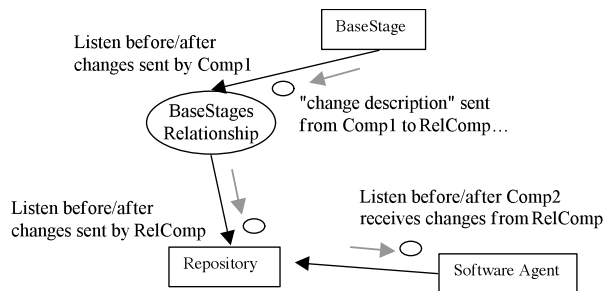 BaseStage
Listen before/after
changes sent by Comp1
BaseStages
Relationship
"change description" sent
from Comp1 to RelComp…
Listen before/after
changes sent by RelComp
Listen before/after Comp2
receives changes from RelComp
Repository
Software Agent